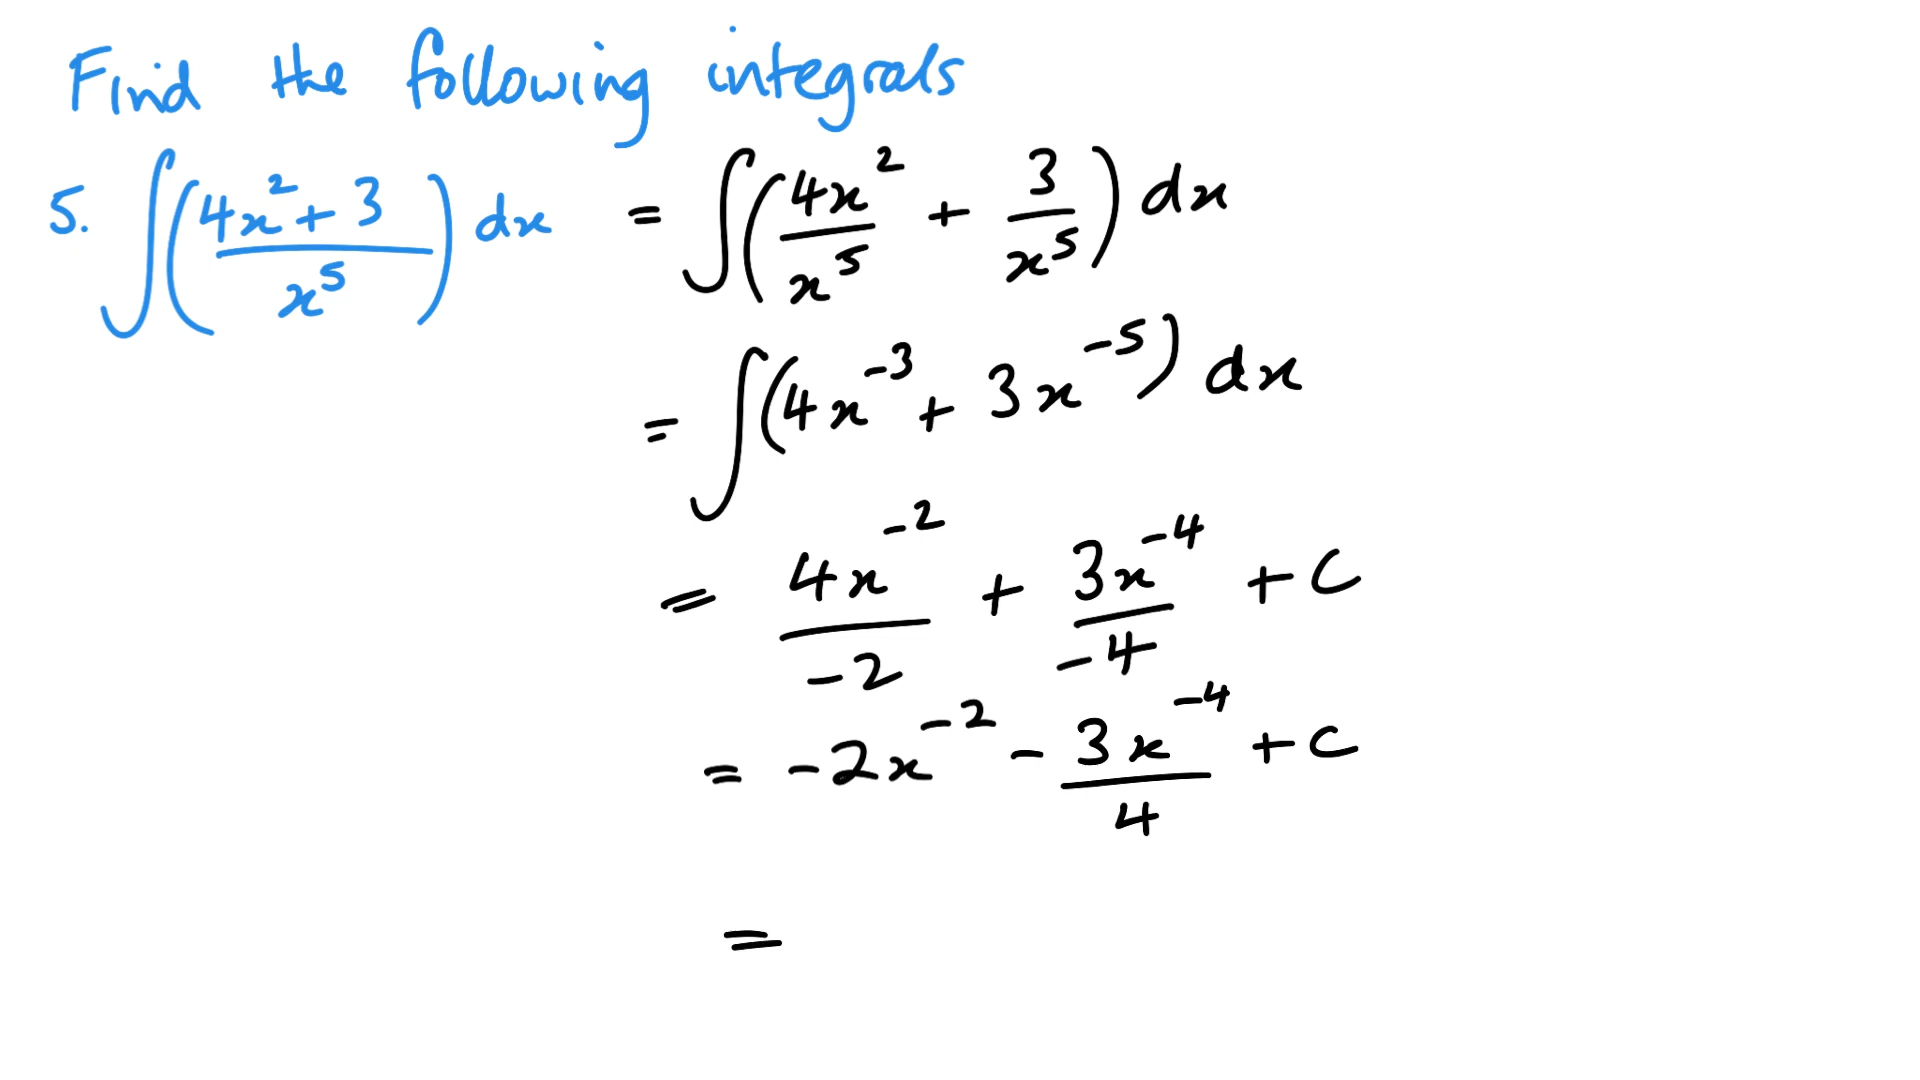 Find the following integrals
5. ∫((4x² + 3)/x⁵) dx = ∫(4x²/x⁵ + 3/x⁵) dx
= ∫(4x⁻³ + 3x⁻⁵) dx
= 4x⁻²/-2 + 3x⁻⁴/-4 + C
= -2x⁻² - 3x⁻⁴/4 + C
=